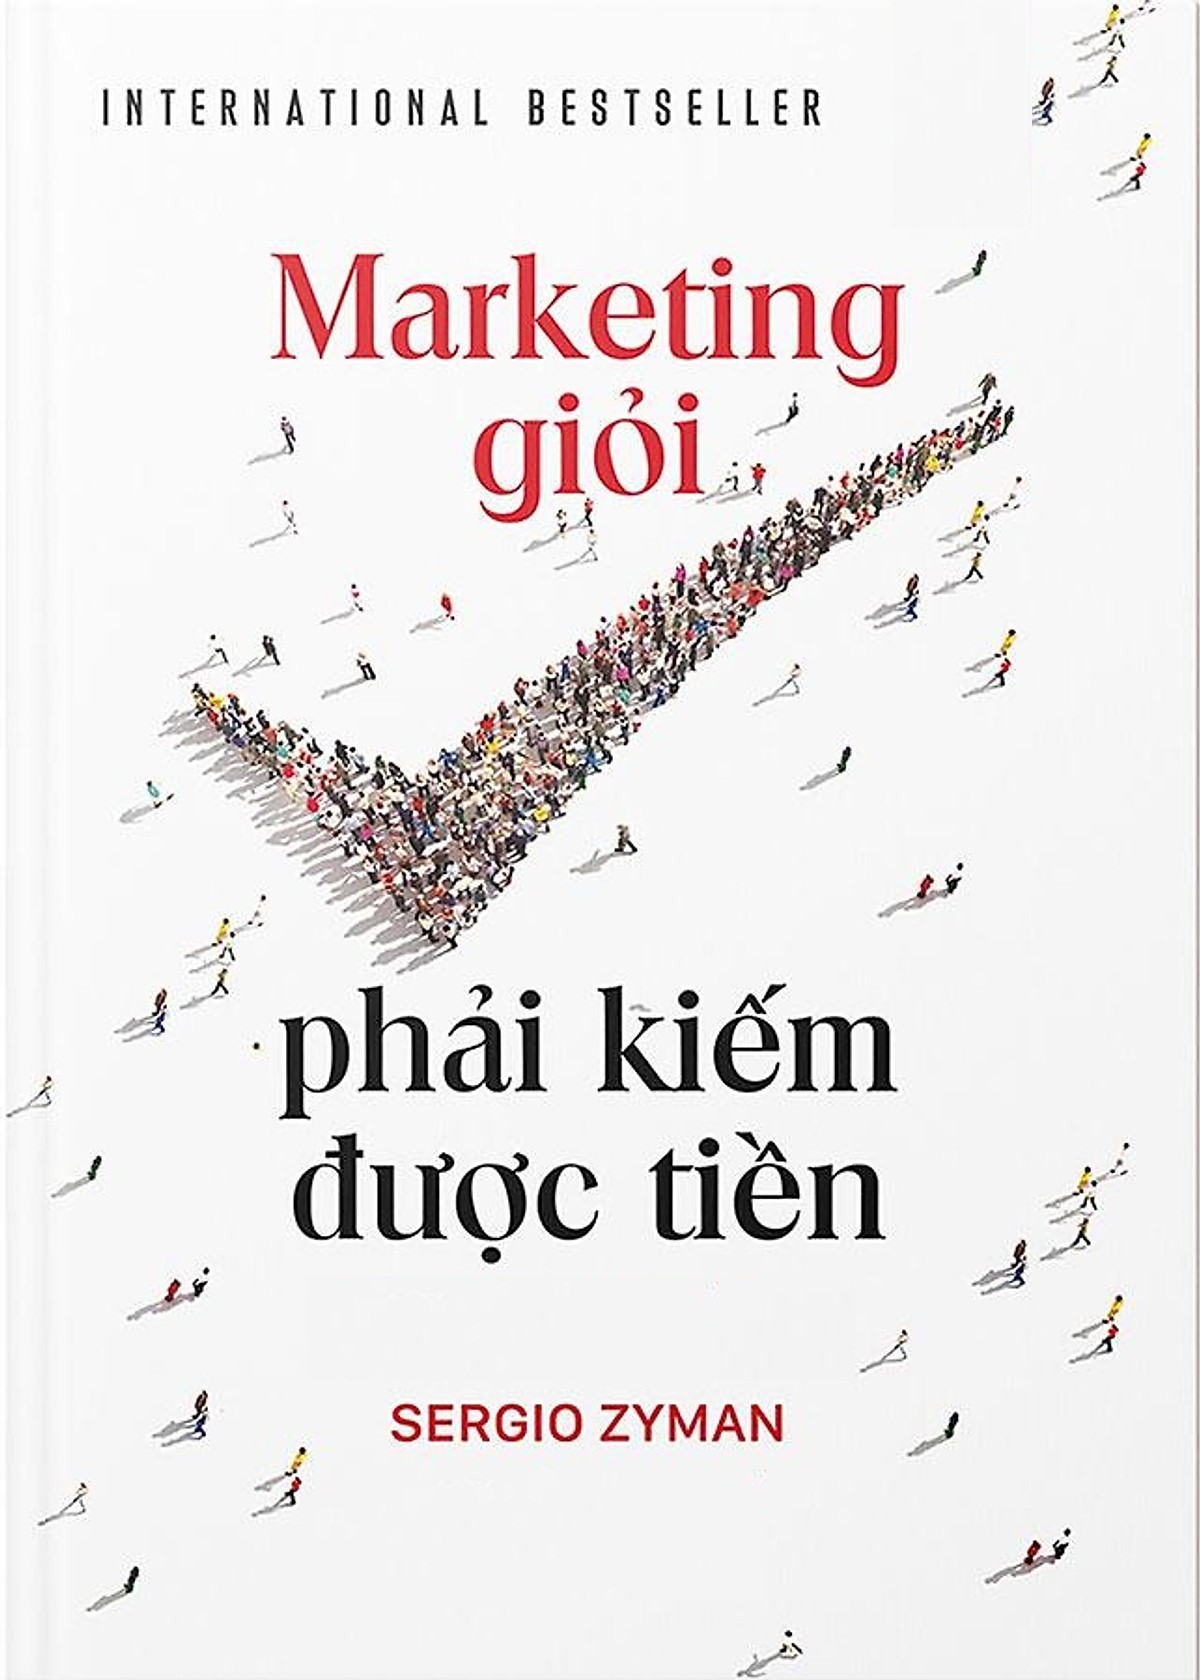 INTERNATIONAL BESTSELLER
Marketing
giỏi
phải kiếm
được tiền
SERGIO ZYMAN